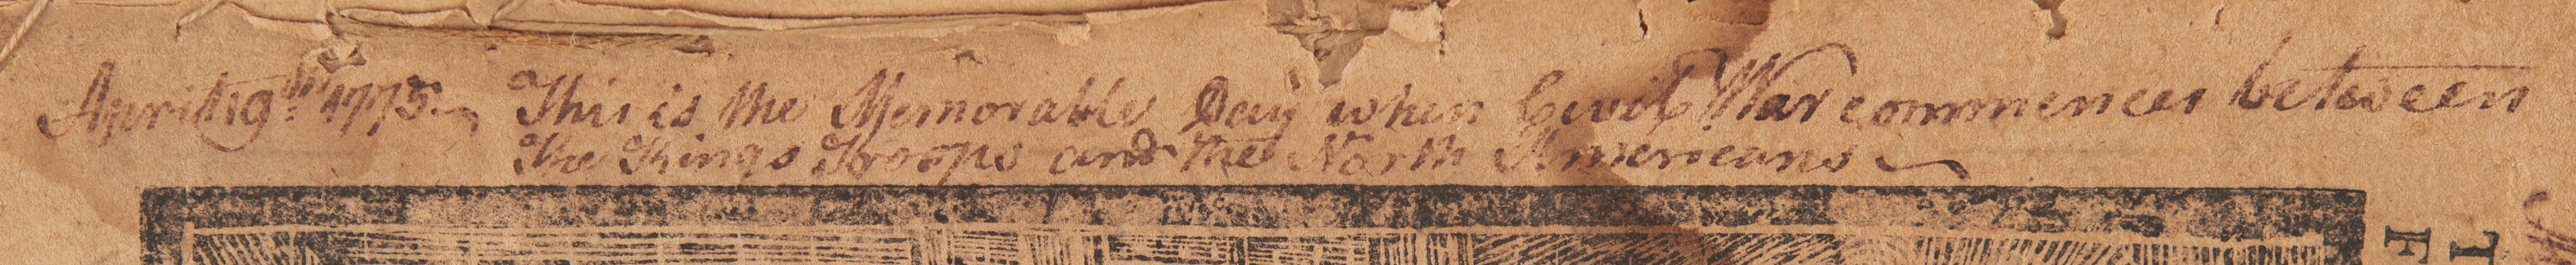 April 19th 1775. This is the Memorable Day when Civil War commences between
The Kings Troops and the North Americans
E
L